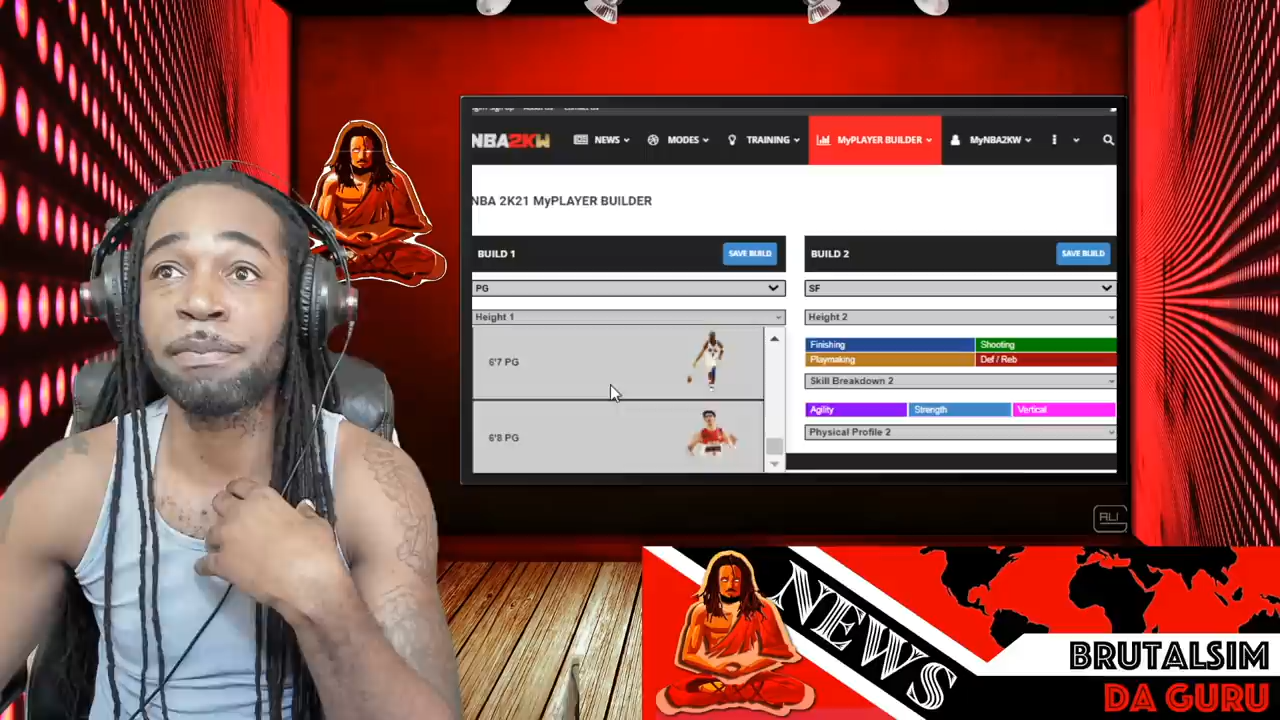 NBA2KW
NEWS
MODES
TRAINING
MyPLAYER BUILDER
MyNBA2KW
NBA 2K21 MyPLAYER BUILDER
BUILD 1
SAVE BUILD
BUILD 2
SAVE BUILD
PG
SF
Height 1
Height 2
6'7 PG
6'8 PG
Finishing
Shooting
Playmaking
Def / Reb
Skill Breakdown 2
Agility
Strength
Vertical
Physical Profile 2
RLI
NEWS
BRUTALSIM
DA GURU